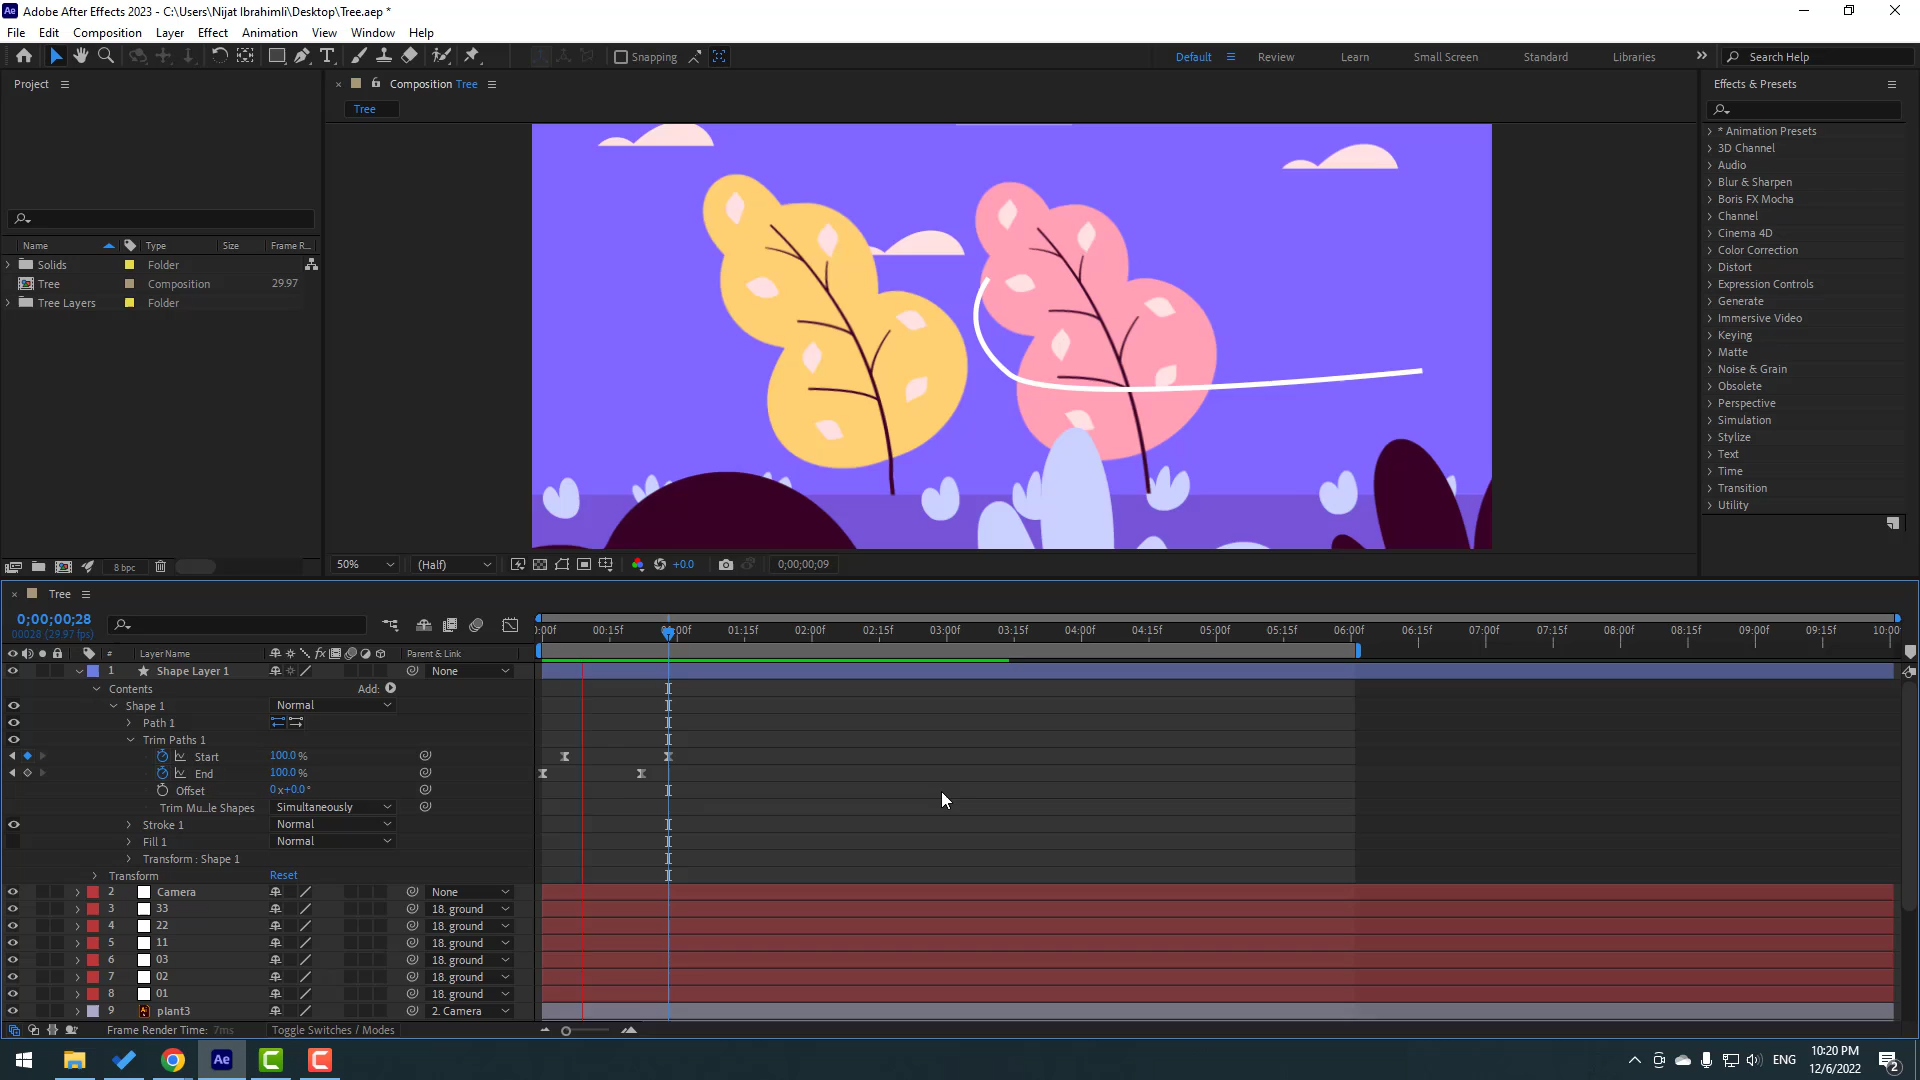 Adobe After Effects 2023 - C:\Users\Nijat Ibrahimli\Desktop\Tree.aep *
File Edit Composition Layer Effect Animation View Window Help
Snapping
Default Review Learn Small Screen Standard Libraries Search Help
Project
Composition Tree
Effects & Presets
Tree
* Animation Presets
3D Channel
Audio
Blur & Sharpen
Boris FX Mocha
Channel
Cinema 4D
Color Correction
Distort
Expression Controls
Generate
Immersive Video
Keying
Matte
Noise & Grain
Obsolete
Perspective
Simulation
Stylize
Text
Time
Transition
Utility
Name Type Size Frame R...
Solids Folder
Tree Composition 29.97
Tree Layers Folder
8 bpc
50% (Half) +0.0 0;00;00;09
Tree
0;00;00;28
00028 (29.97 fps)
00:15f 01:15f 02:00f 02:15f 03:00f 03:15f 04:00f 04:15f 05:00f 05:15f 06:00f 06:15f 07:00f 07:15f 08:00f 08:15f 09:00f 09:15f 10:00
# Layer Name fx Parent & Link
1 Shape Layer 1 None
Contents Add:
Shape 1 Normal
Path 1
Trim Paths 1
Start 100.0 %
End 100.0 %
Offset 0 x+0.0 °
Trim Mu...le Shapes Simultaneously
Stroke 1 Normal
Fill 1 Normal
Transform : Shape 1
Transform Reset
2 Camera None
3 33 18. ground
4 22 18. ground
5 11 18. ground
6 03 18. ground
7 02 18. ground
8 01 18. ground
9 Ai plant3 2. Camera
Frame Render Time: 7ms Toggle Switches / Modes
Ae
ENG
10:20 PM
12/6/2022
2